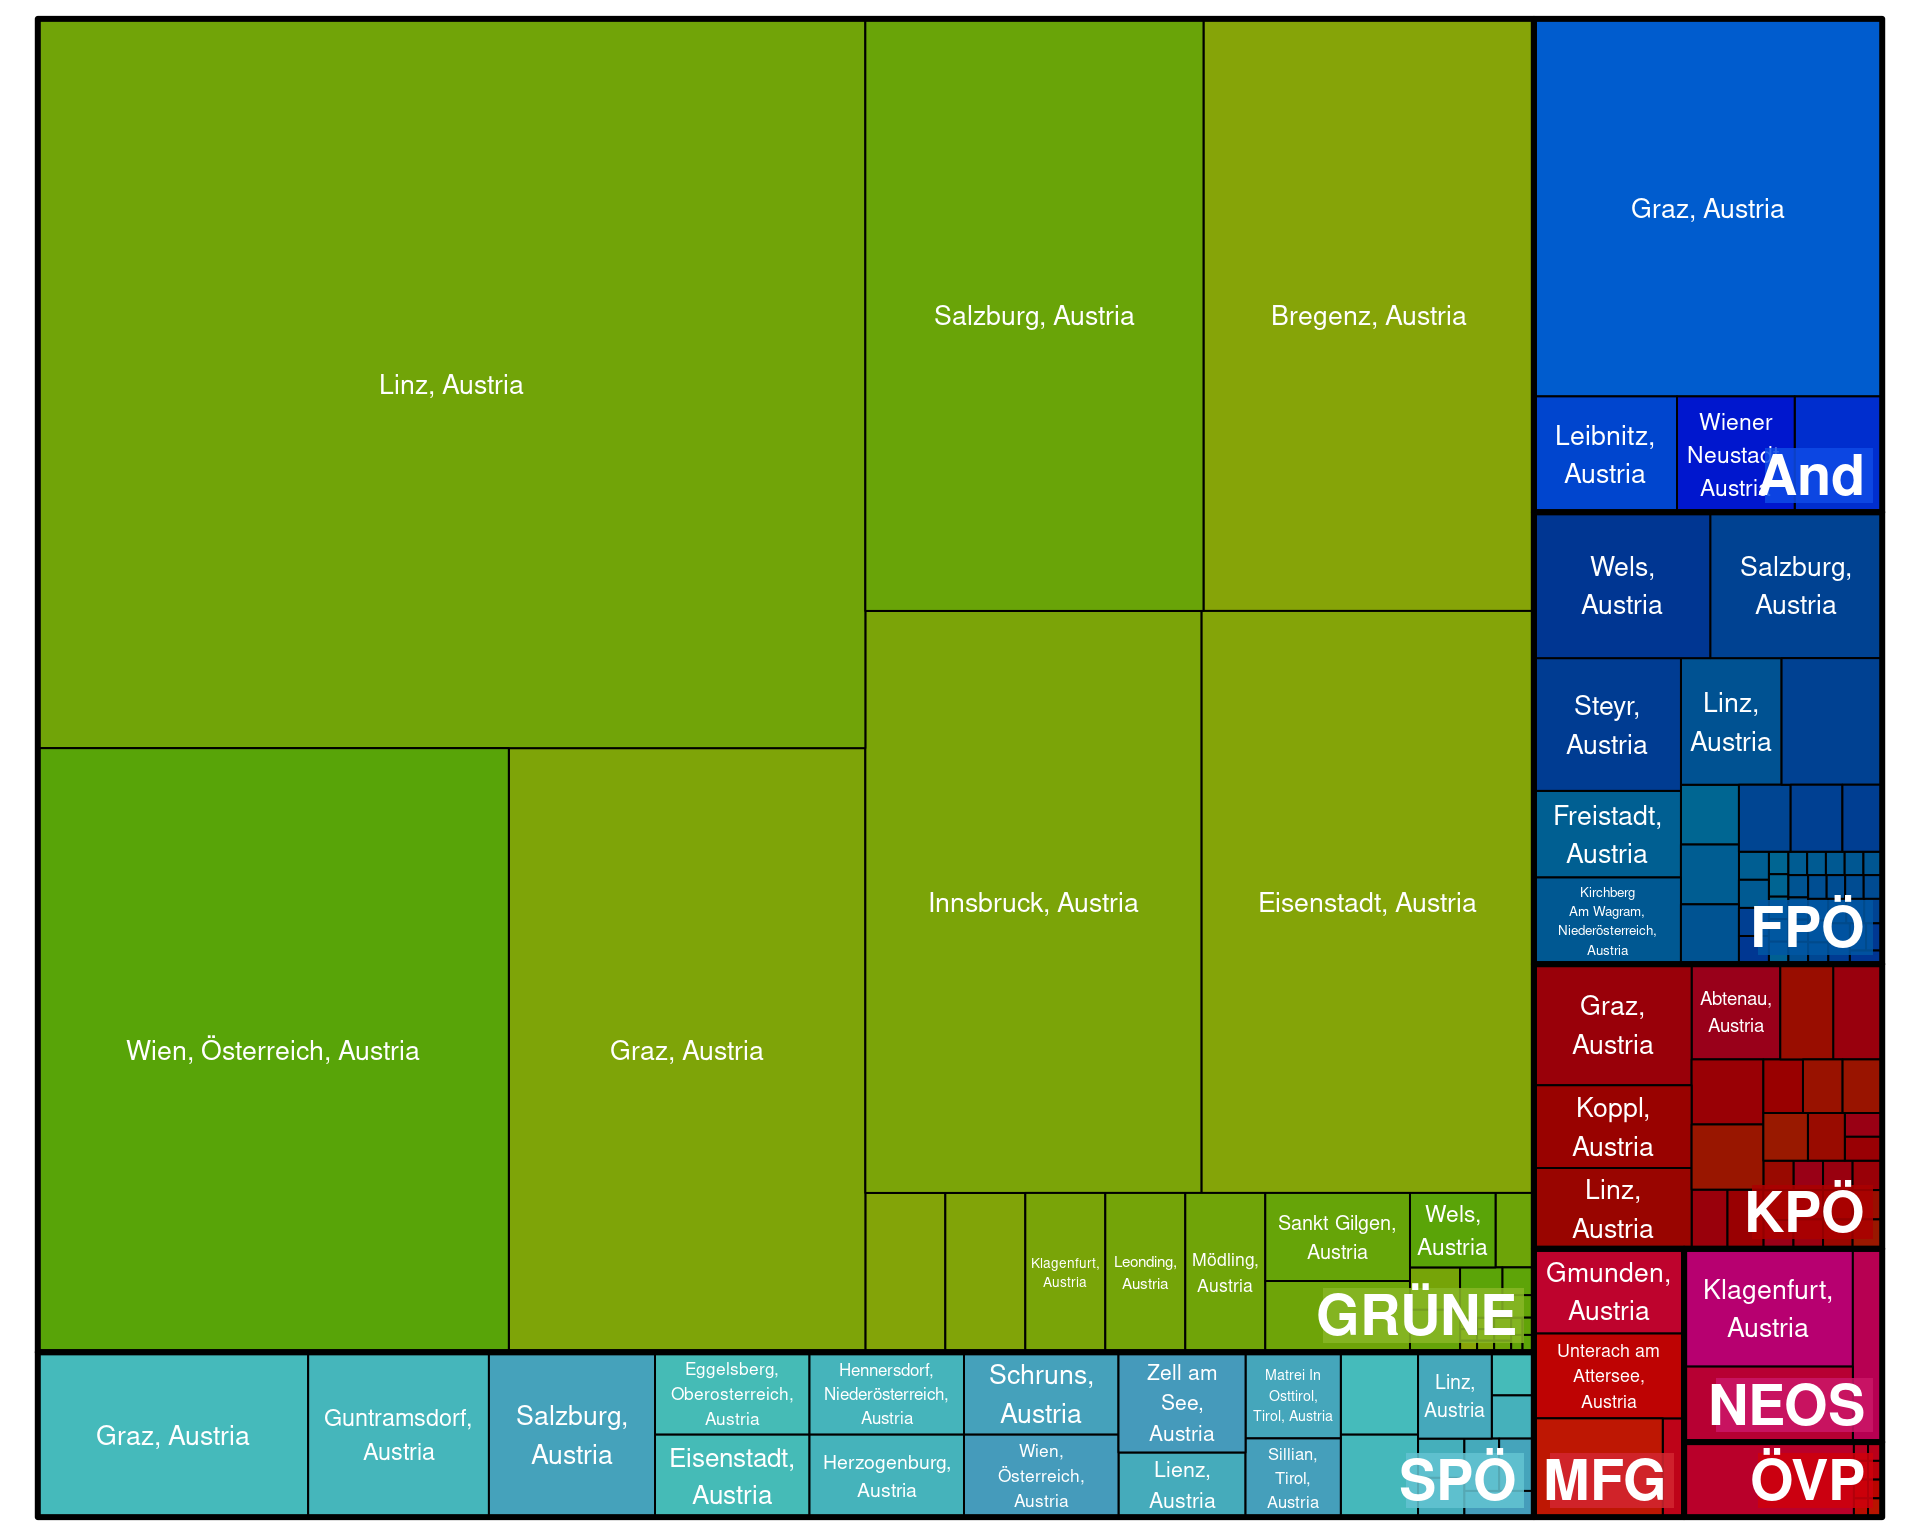 Linz, Austria
Salzburg, Austria
Bregenz, Austria
Wien, Österreich, Austria
Graz, Austria
Innsbruck, Austria
Eisenstadt, Austria
Klagenfurt,
Austria
Leonding,
Austria
Mödling,
Austria
Sankt Gilgen,
Austria
Wels,
Austria
GRÜNE
Graz, Austria
Guntramsdorf,
Austria
Salzburg,
Austria
Eggelsberg,
Oberosterreich,
Austria
Eisenstadt,
Austria
Hennersdorf,
Niederösterreich,
Austria
Herzogenburg,
Austria
Schruns,
Austria
Wien,
Österreich,
Austria
Zell am
See,
Austria
Lienz,
Austria
Matrei In
Osttirol,
Tirol, Austria
Sillian,
Tirol,
Austria
Linz,
Austria
SPÖ
Graz, Austria
Leibnitz,
Austria
Wiener
Neustadt,
Austria
And
Wels,
Austria
Salzburg,
Austria
Steyr,
Austria
Linz,
Austria
Freistadt,
Austria
Kirchberg
Am Wagram,
Niederösterreich,
Austria
FPÖ
Graz,
Austria
Abtenau,
Austria
Koppl,
Austria
Linz,
Austria
KPÖ
Gmunden,
Austria
Unterach am
Attersee,
Austria
MFG
Klagenfurt,
Austria
NEOS
ÖVP